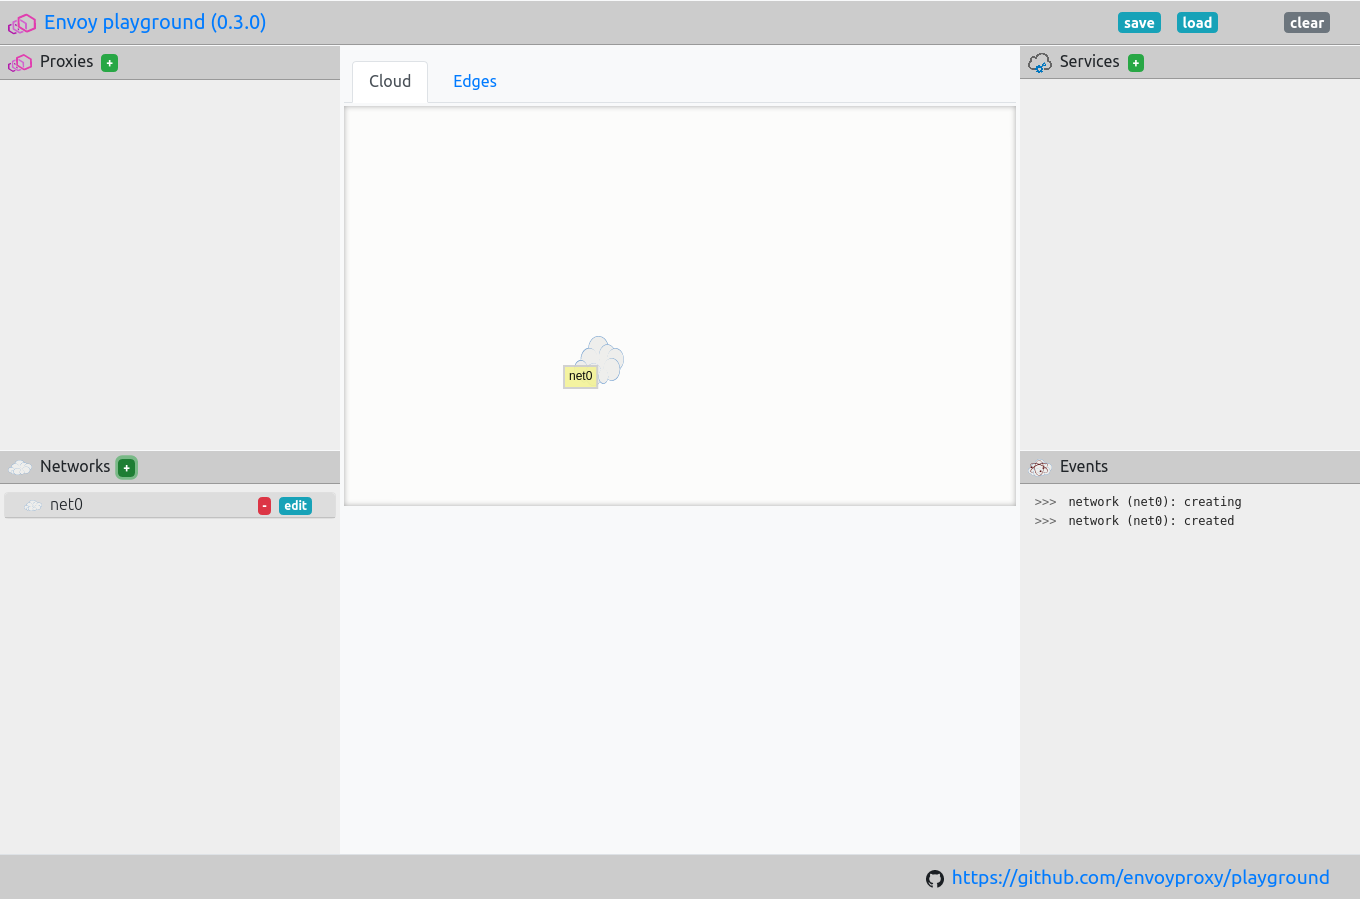 Envoy playground (0.3.0)
save
load
clear
Proxies +
Cloud
Edges
Services +
net0
Networks +
net0
-
edit
Events
>>> network (net0): creating
>>> network (net0): created
https://github.com/envoyproxy/playground